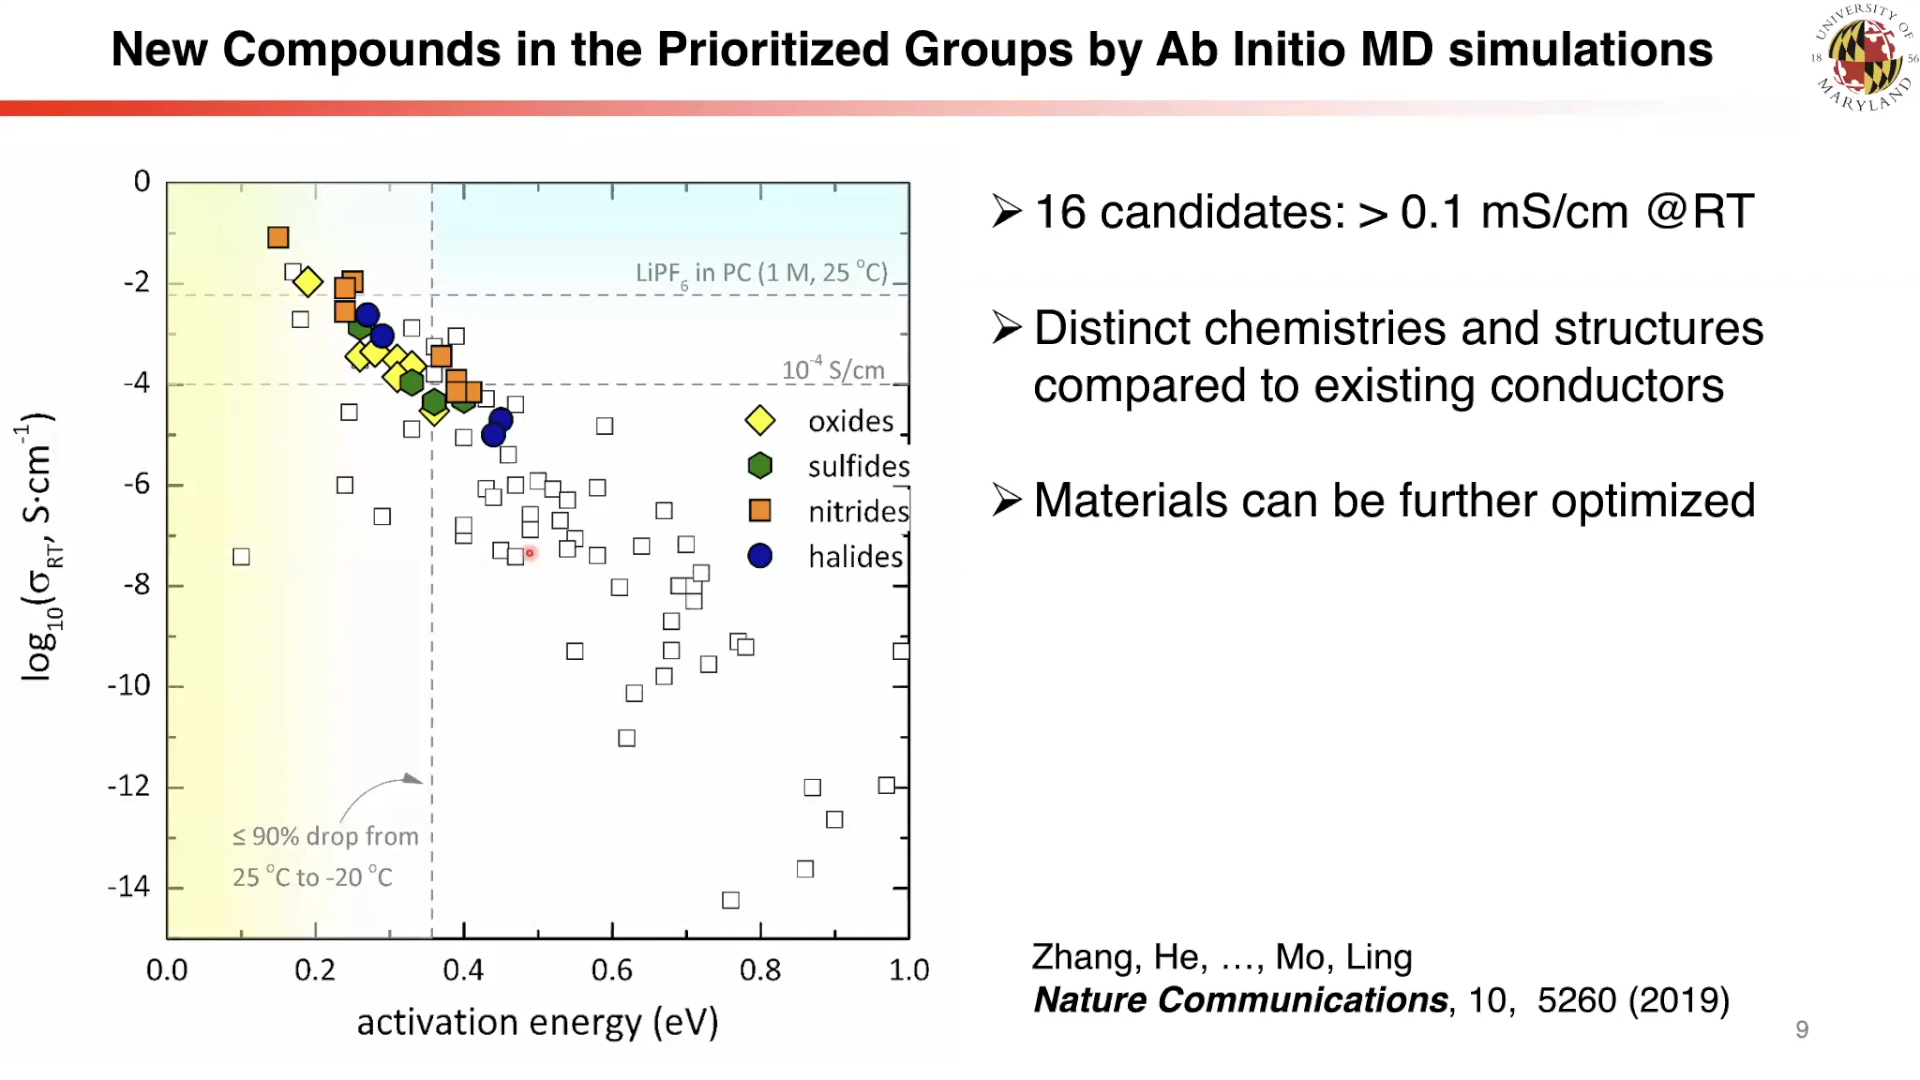 New Compounds in the Prioritized Groups by Ab Initio MD simulations
UNIVERSITY OF
18 56
MARYLAND
0
-2
-4
-6
-8
-10
-12
-14
log₁₀(σRT, S·cm⁻¹)
LiPF₆ in PC (1 M, 25 °C)
10⁻⁴ S/cm
oxides
sulfides
nitrides
halides
≤ 90% drop from
25 °C to -20 °C
0.0 0.2 0.4 0.6 0.8 1.0
activation energy (eV)
➢ 16 candidates: > 0.1 mS/cm @RT
➢ Distinct chemistries and structures
compared to existing conductors
➢ Materials can be further optimized
Zhang, He, …, Mo, Ling
Nature Communications, 10, 5260 (2019)
9